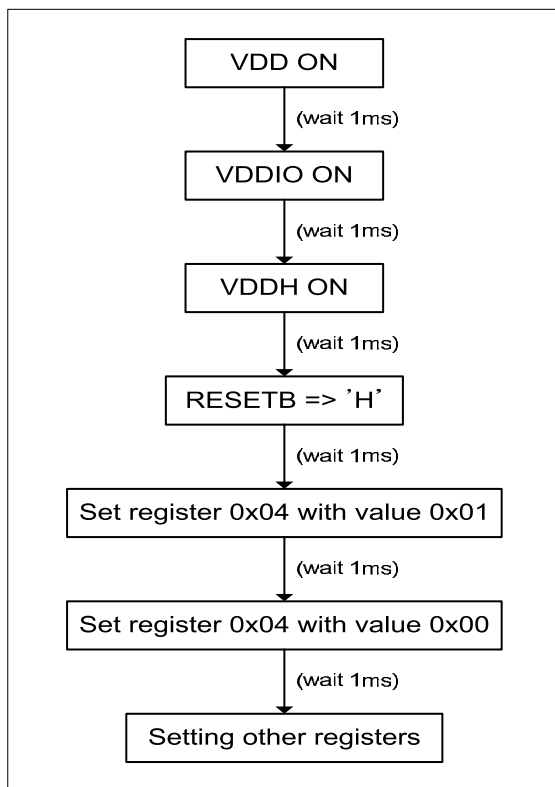 VDD ON
(wait 1ms)
VDDIO ON
(wait 1ms)
VDDH ON
(wait 1ms)
RESETB => 'H'
(wait 1ms)
Set register 0x04 with value 0x01
(wait 1ms)
Set register 0x04 with value 0x00
(wait 1ms)
Setting other registers